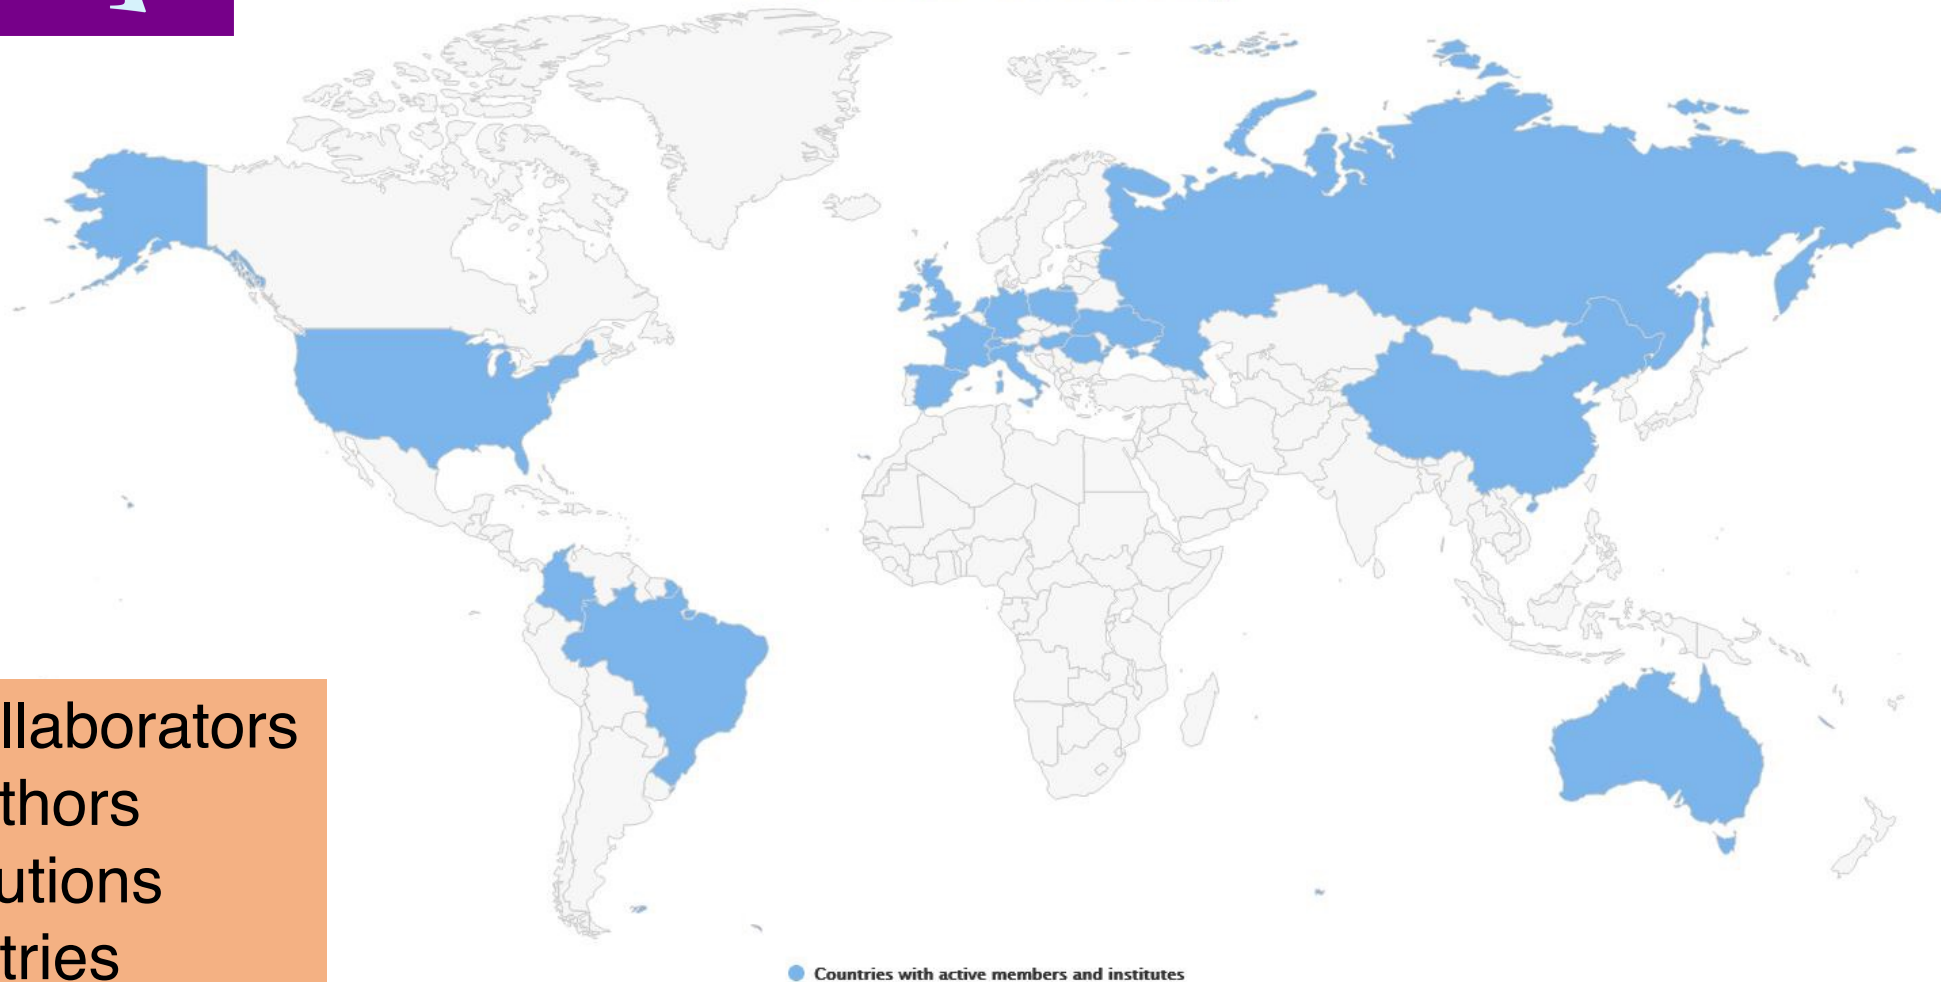 llaborators
thors
utions
tries
Countries with active members and institutes